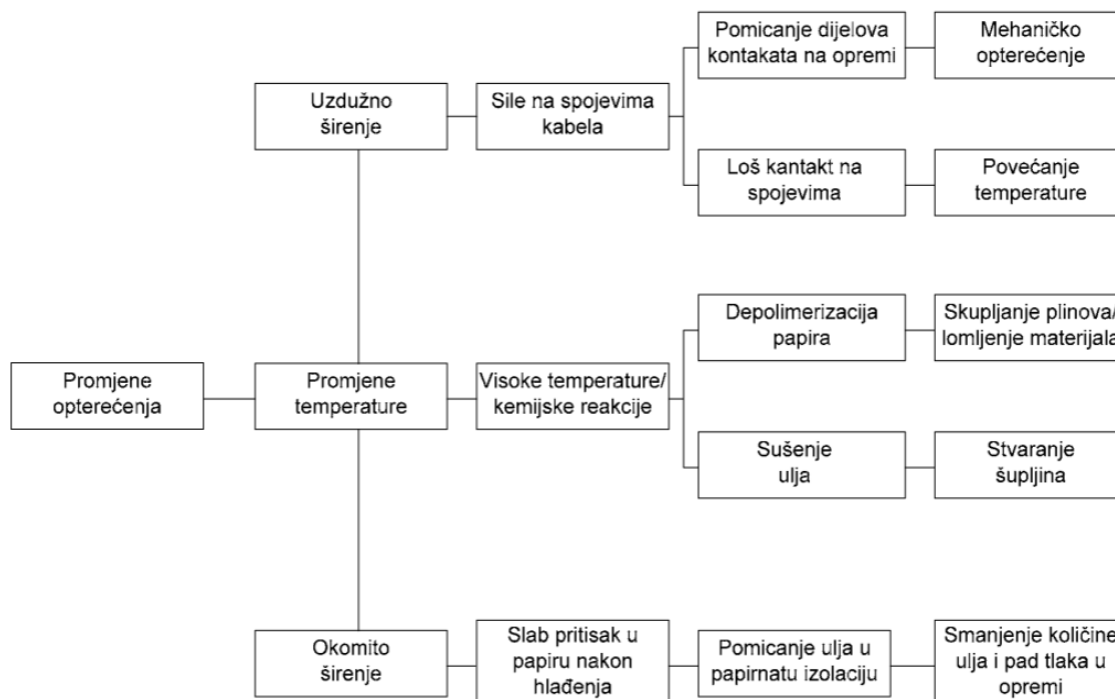 Pomicanje dijelova
kontakata na opremi
Mehaničko
opterećenje
Uzdužno
širenje
Sile na spojevima
kabela
Loš kantakt na
spojevima
Povećanje
temperature
Depolimerizacija
papira
Skupljanje plinova/
lomljenje materijala
Promjene
opterećenja
Promjene
temperature
Visoke temperature/
kemijske reakcije
Sušenje
ulja
Stvaranje
šupljina
Okomito
širenje
Slab pritisak u
papiru nakon
hlađenja
Pomicanje ulja u
papirnatu izolaciju
Smanjenje količine
ulja i pad tlaka u
opremi